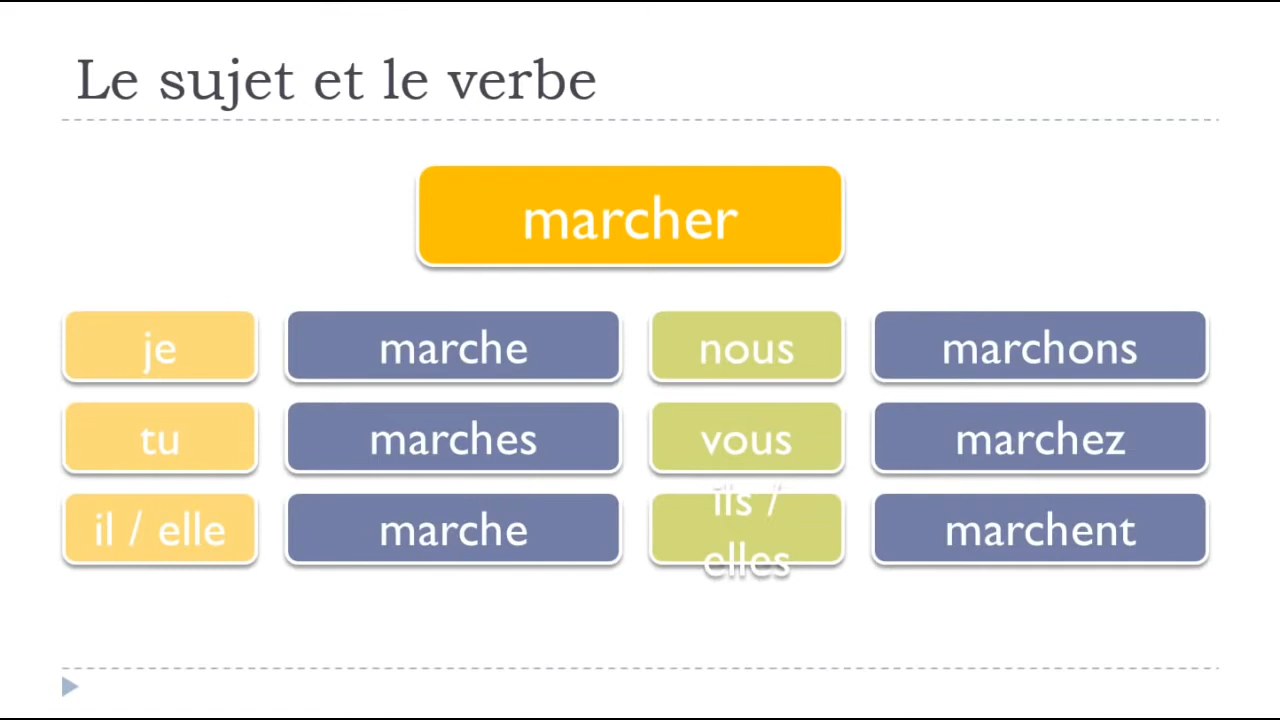 Le sujet et le verbe
marcher
je marche nous marchons
tu marches vous marchez
il / elle marche ils / elles marchent